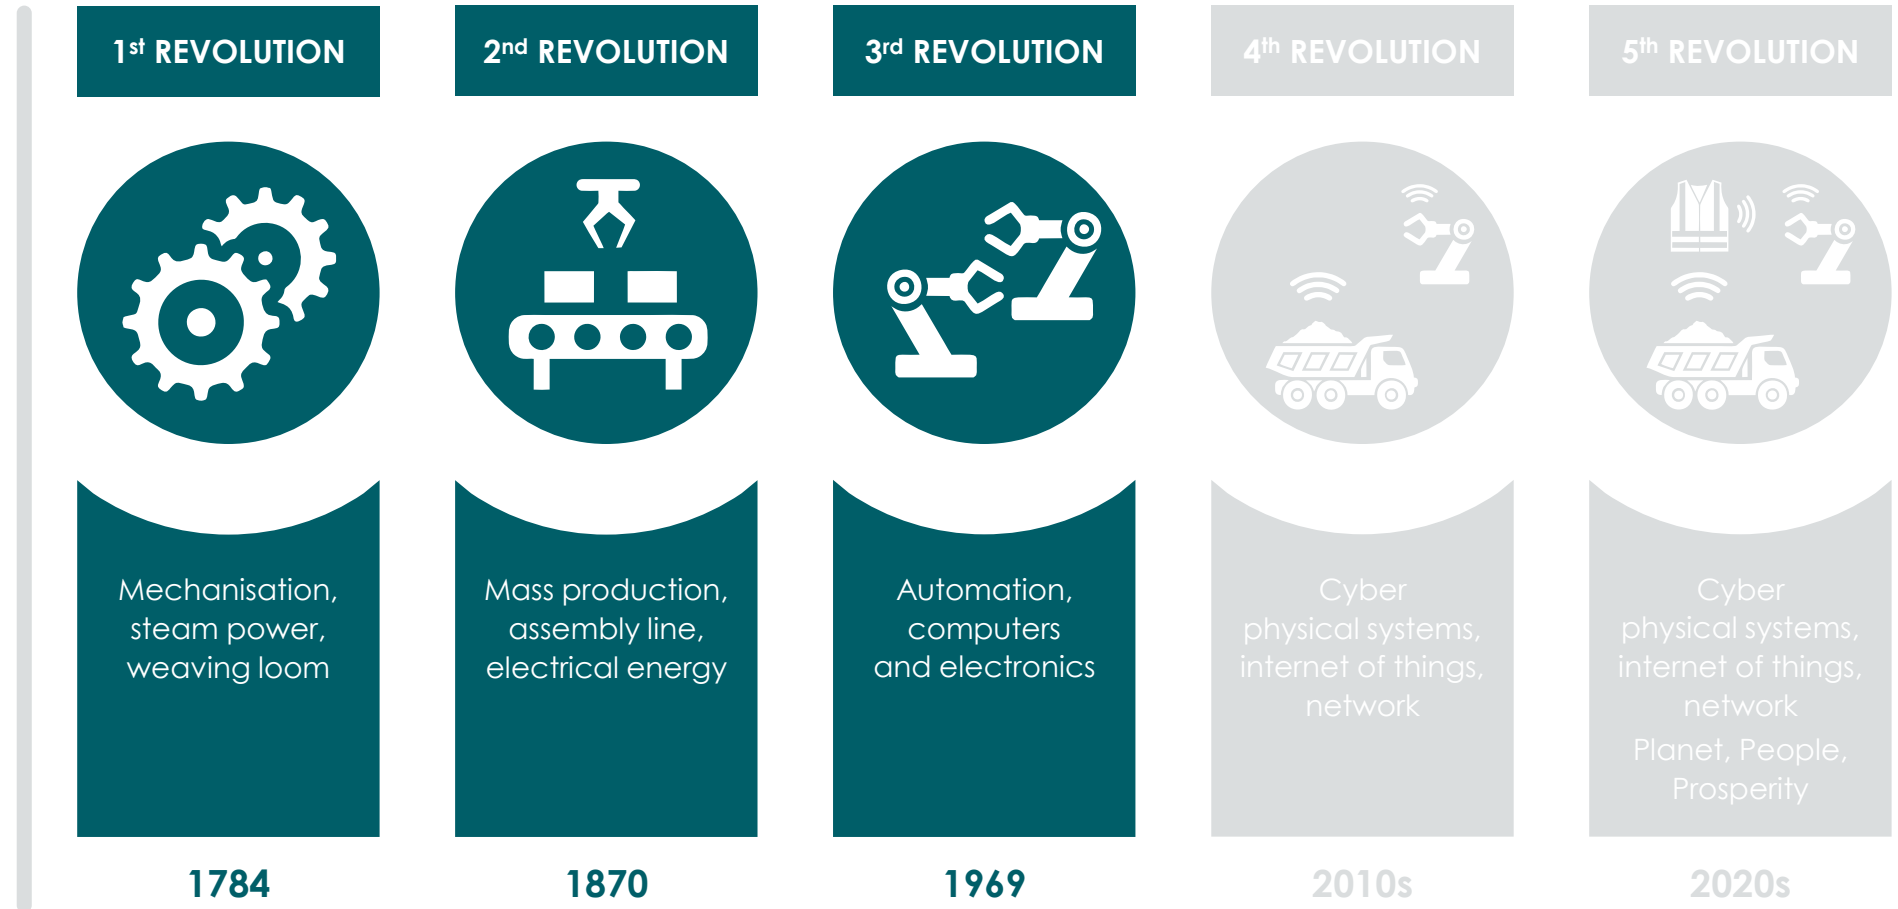 1st REVOLUTION
Mechanisation,
steam power,
weaving loom
1784
2nd REVOLUTION
Mass production,
assembly line,
electrical energy
1870
3rd REVOLUTION
Automation,
computers
and electronics
1969
4th REVOLUTION
Cyber
physical systems,
internet of things,
network
2010s
5th REVOLUTION
Cyber
physical systems,
internet of things,
network
Planet, People,
Prosperity
2020s